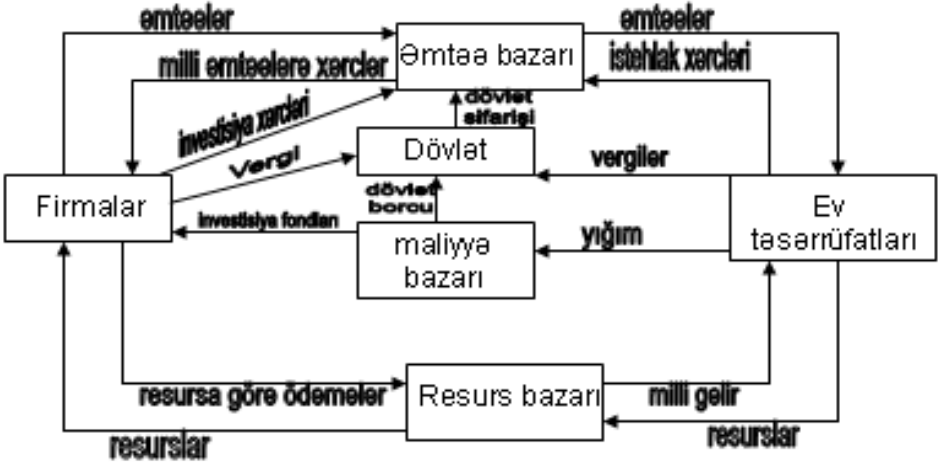 əmtəələr
əmtəələr
Əmtəə bazarı
milli əmtəələrə xərclər
istehlak xərcləri
investisiya xərcləri
dövlət
sifarişi
Vergi
Dövlət
vergilər
dövlət
borcu
Firmalar
investisiya fondları
maliyyə
bazarı
yığım
Ev
təsərrüfatları
resursa görə ödəmələr
Resurs bazarı
milli gəlir
resurslar
resurslar